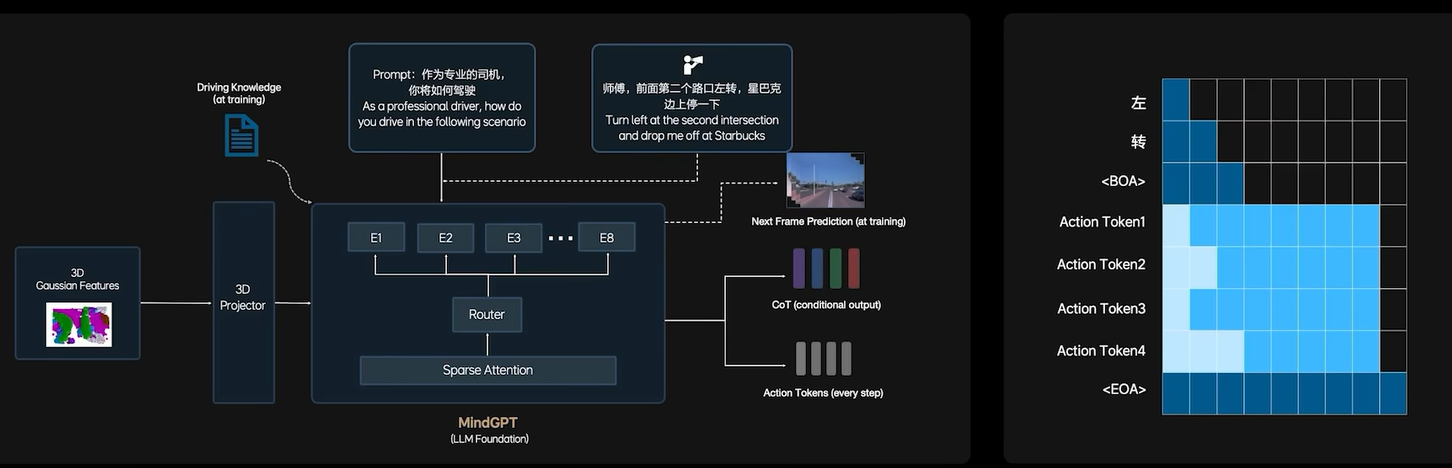 Driving Knowledge
(at training)
Prompt: 作为专业的司机，
你将如何驾驶
As a professional driver, how do
you drive in the following scenario
师傅，前面第二个路口左转，星巴克
边上停一下
Turn left at the second intersection
and drop me off at Starbucks
Next Frame Prediction (at training)
3D
Gaussian Features
3D
Projector
E1
E2
E3
E8
Router
Sparse Attention
MindGPT
(LLM Foundation)
CoT (conditional output)
Action Tokens (every step)
左
转
<BOA>
Action Token1
Action Token2
Action Token3
Action Token4
<EOA>